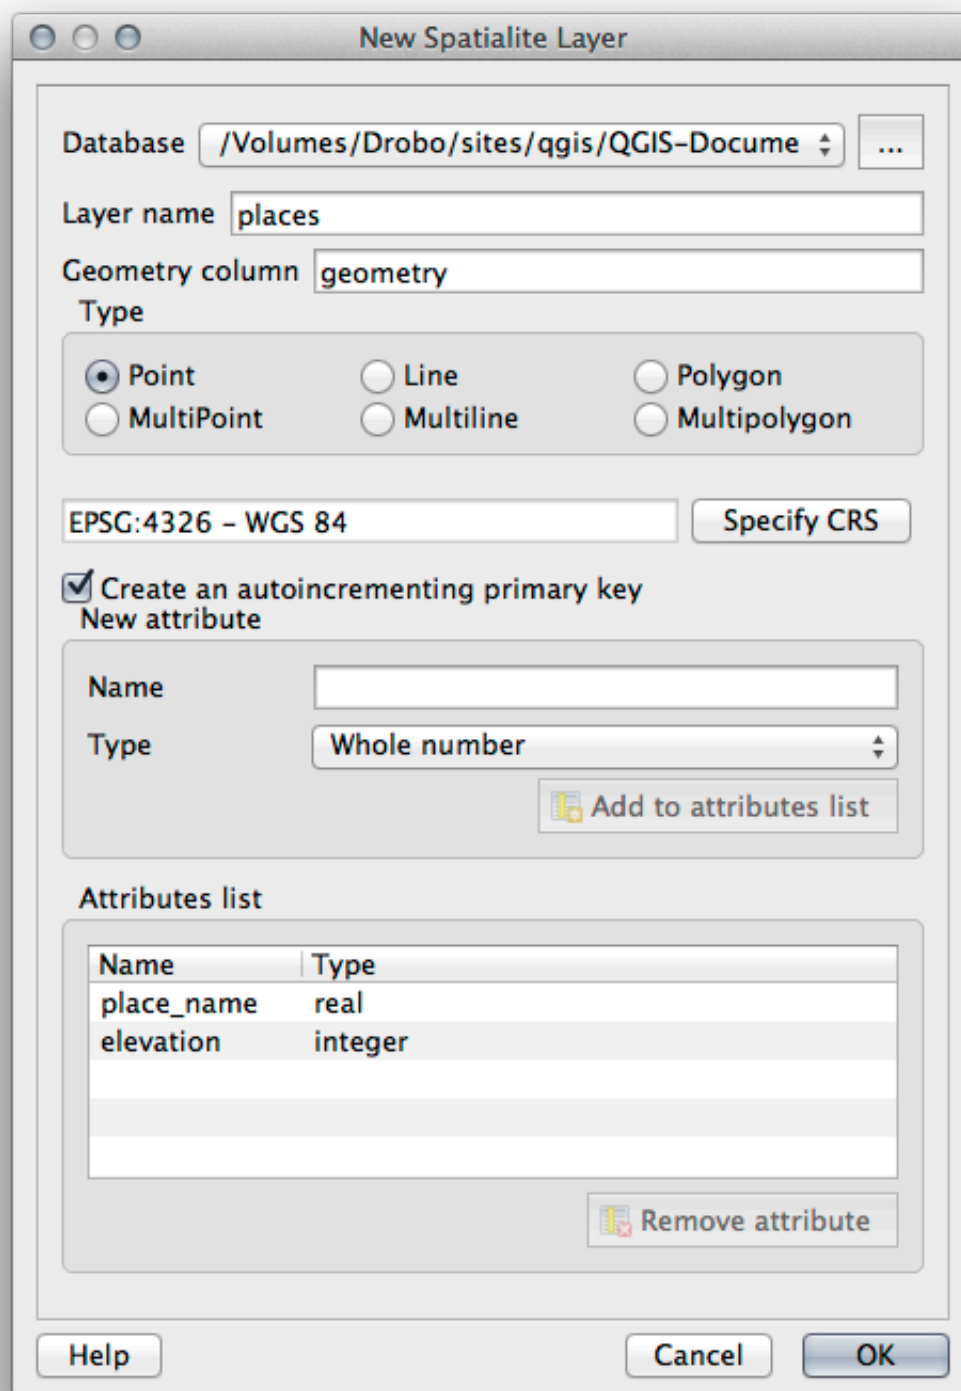 New Spatialite Layer
Database /Volumes/Drobo/sites/qgis/QGIS-Docume ...
Layer name places
Geometry column geometry
Type
Point Line Polygon
MultiPoint Multiline Multipolygon
EPSG:4326 – WGS 84 Specify CRS
Create an autoincrementing primary key
New attribute
Name
Type Whole number
Add to attributes list
Attributes list
Name Type
place_name real
elevation integer
Remove attribute
Help Cancel OK